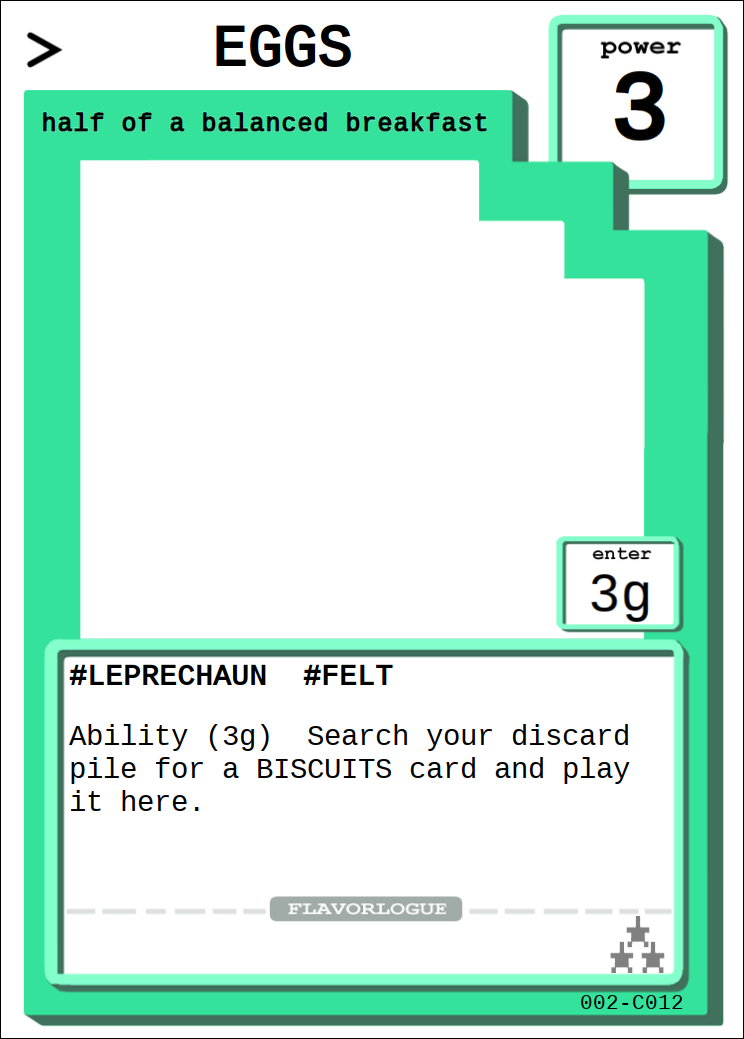 > EGGS
power
3
half of a balanced breakfast
enter
3g
#LEPRECHAUN  #FELT
Ability (3g)  Search your discard
pile for a BISCUITS card and play
it here.
FLAVORLOGUE
002-C012